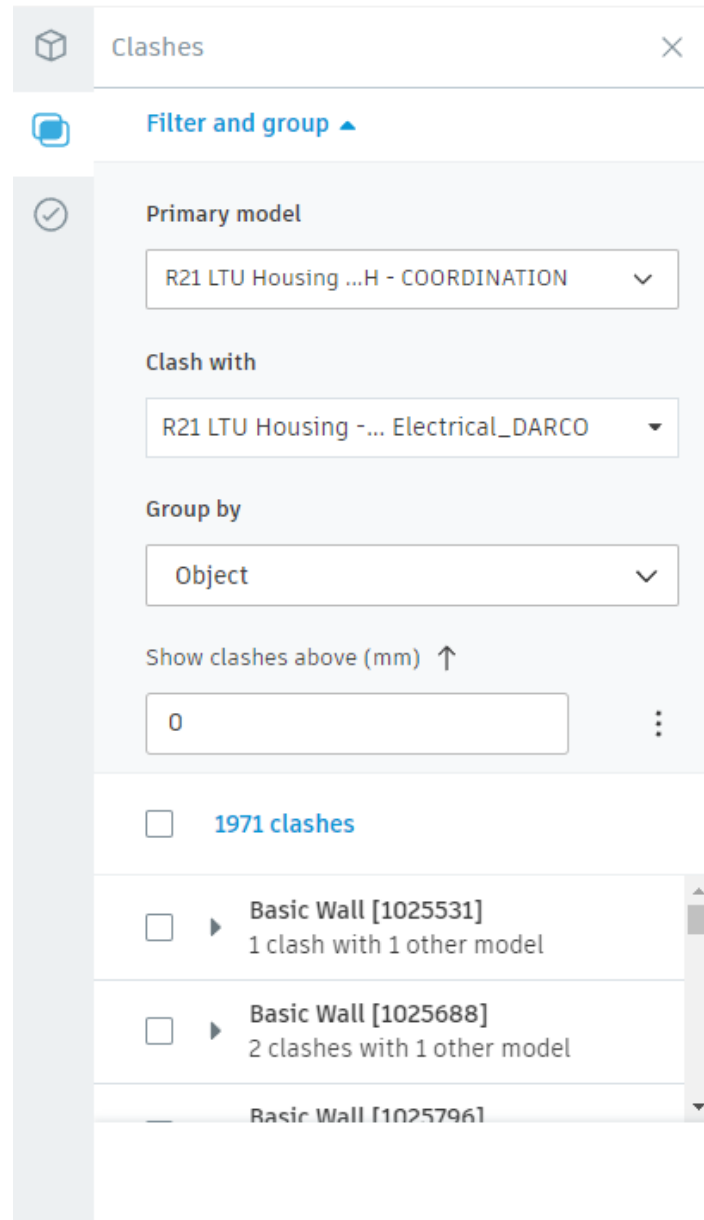 Clashes
Filter and group
Primary model
R21 LTU Housing ...H - COORDINATION
Clash with
R21 LTU Housing -... Electrical_DARCO
Group by
Object
Show clashes above (mm)
0
1971 clashes
Basic Wall [1025531]
1 clash with 1 other model
Basic Wall [1025688]
2 clashes with 1 other model
Basic Wall [1025796]